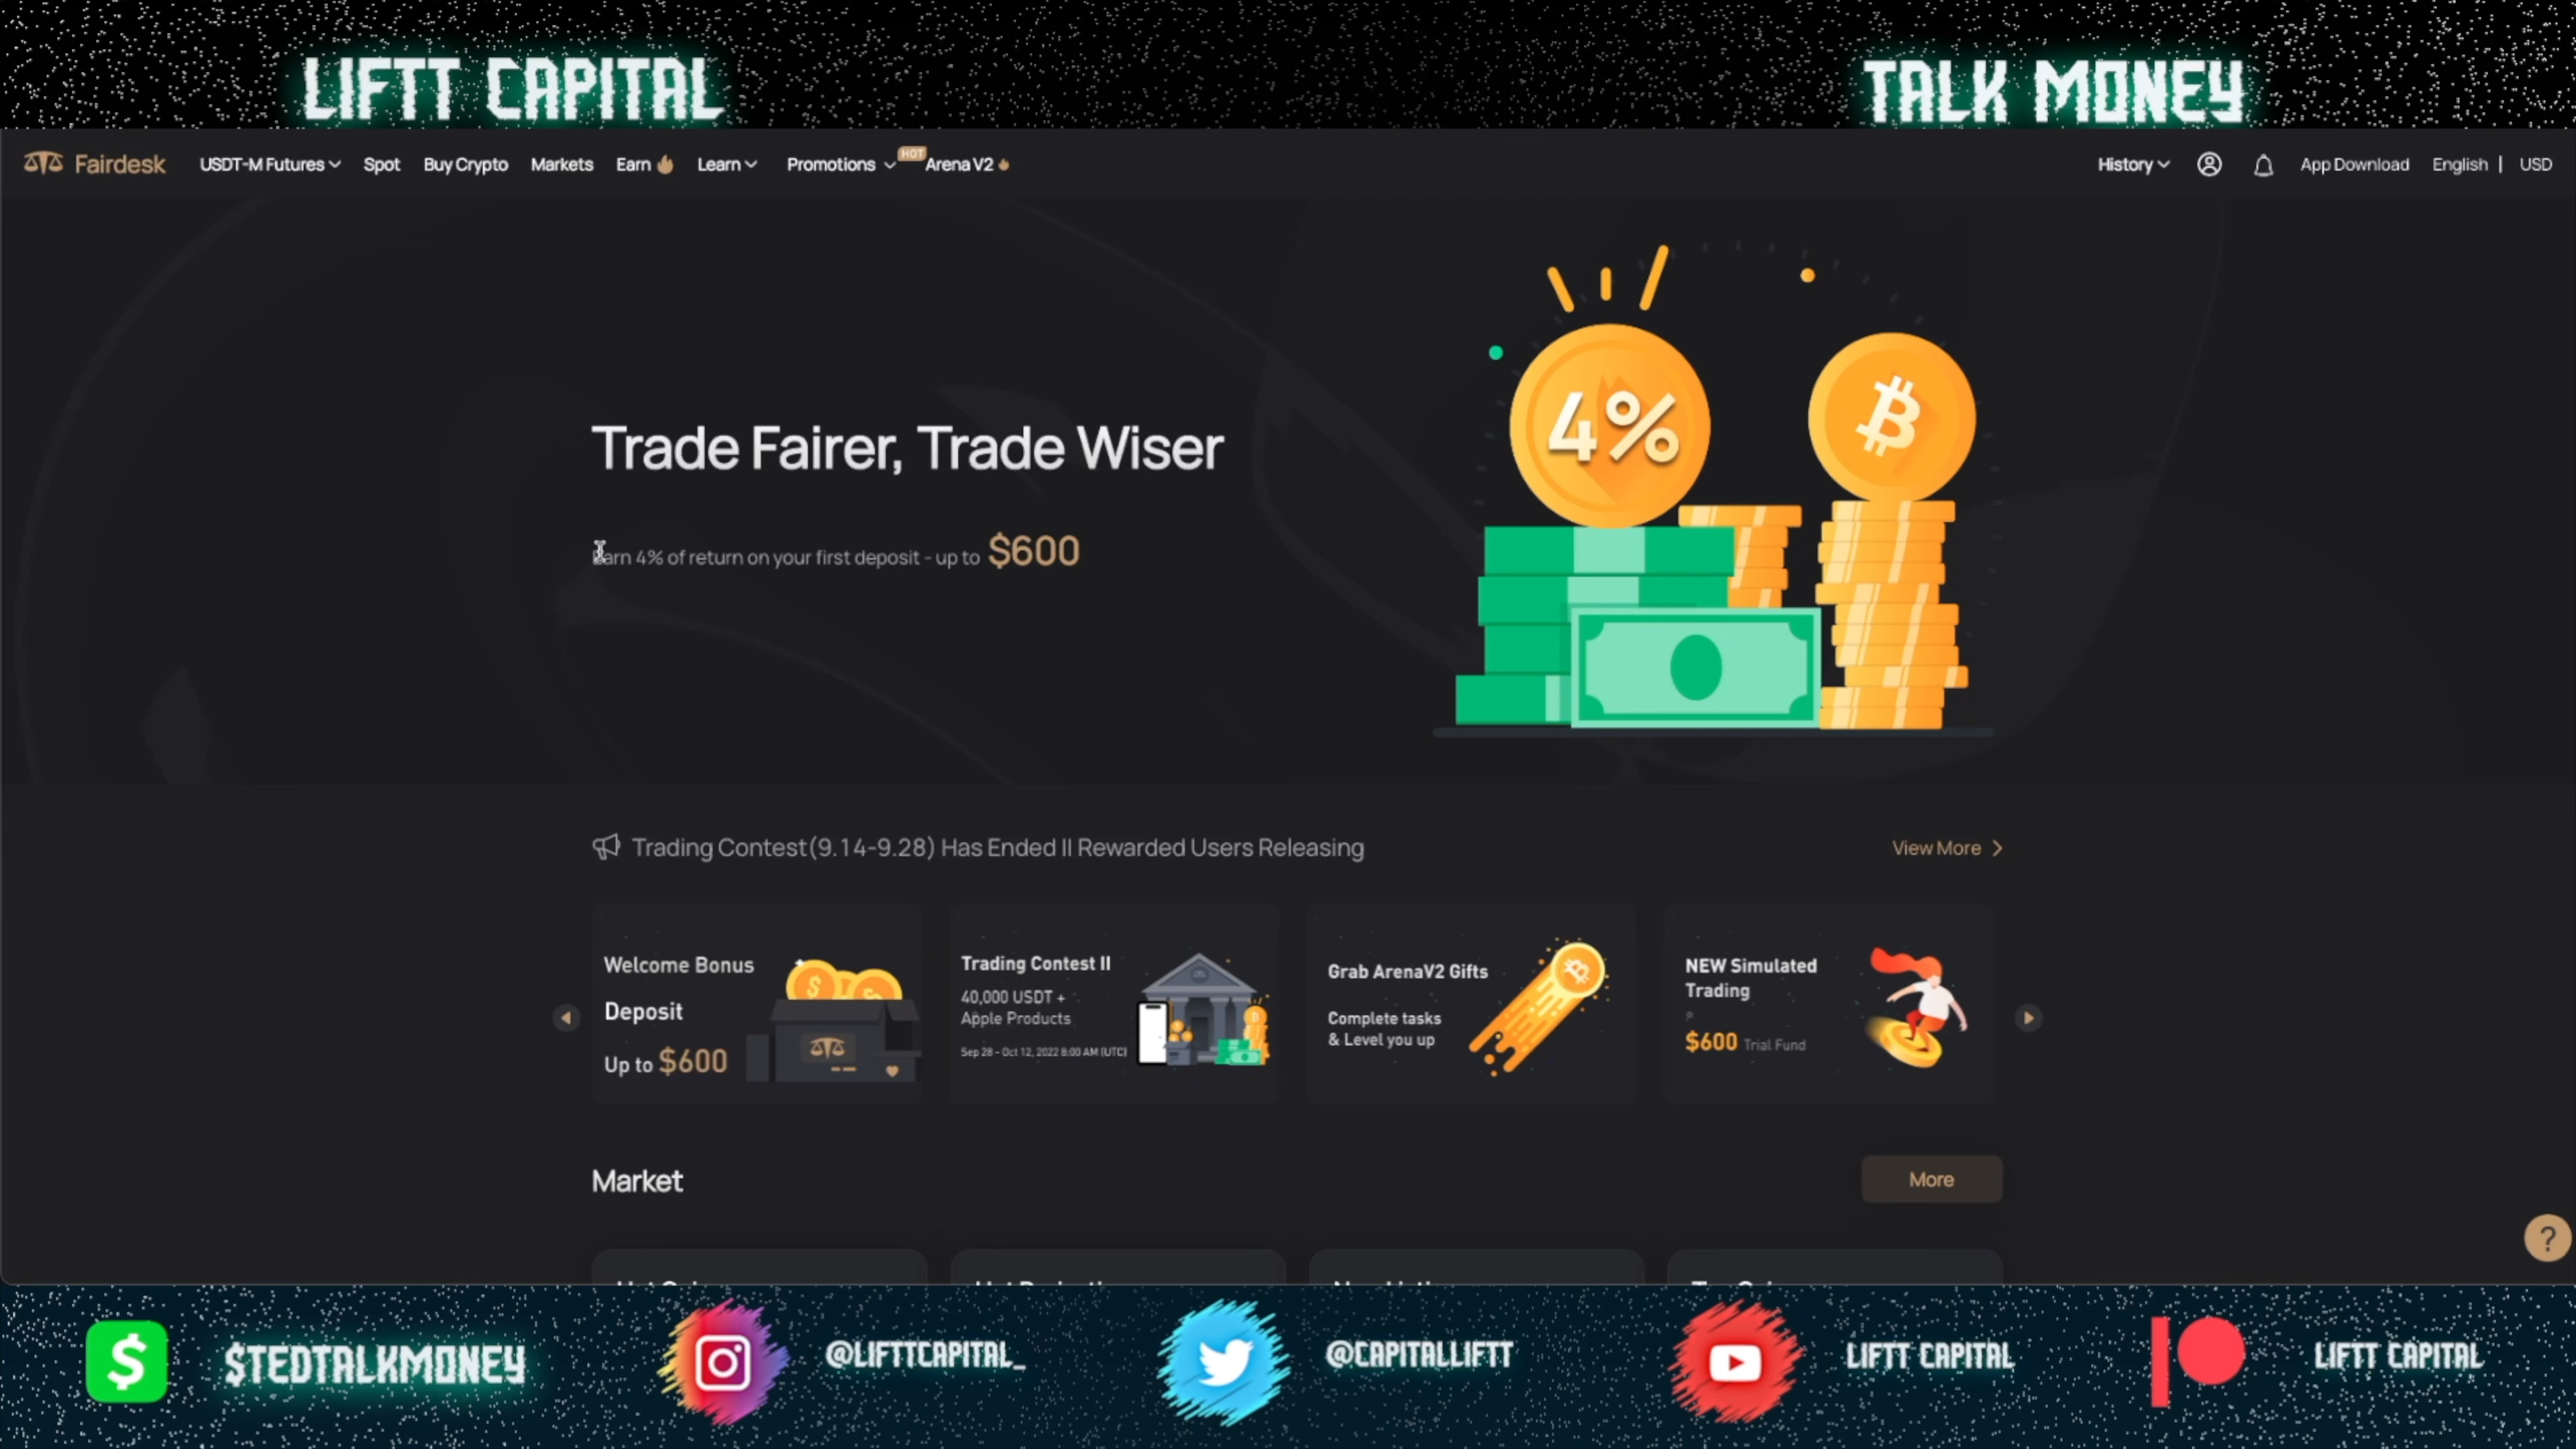 LIFTT CAPITAL
TALK MONEY
Fairdesk
USDT-M Futures
Spot
Buy Crypto
Markets
Earn
Learn
Promotions
HOT
Arena V2
History
App Download
English |
USD
4%
Trade Fairer, Trade Wiser
Earn 4% of return on your first deposit - up to $600
Trading Contest(9.14-9.28) Has Ended II Rewarded Users Releasing
View More
Welcome Bonus
Deposit
Up to $600
Trading Contest II
40,000 USDT +
Apple Products
Sep 28 - Oct 12, 2022 8:00 AM (UTC)
Grab ArenaV2 Gifts
Complete tasks
& Level you up
NEW Simulated
Trading
$600 Trial Fund
Market
More
?
$TEDTALKMONEY
@LIFTTCAPITAL_
@CAPITALLIFTT
LIFTT CAPITAL
LIFTT CAPITAL